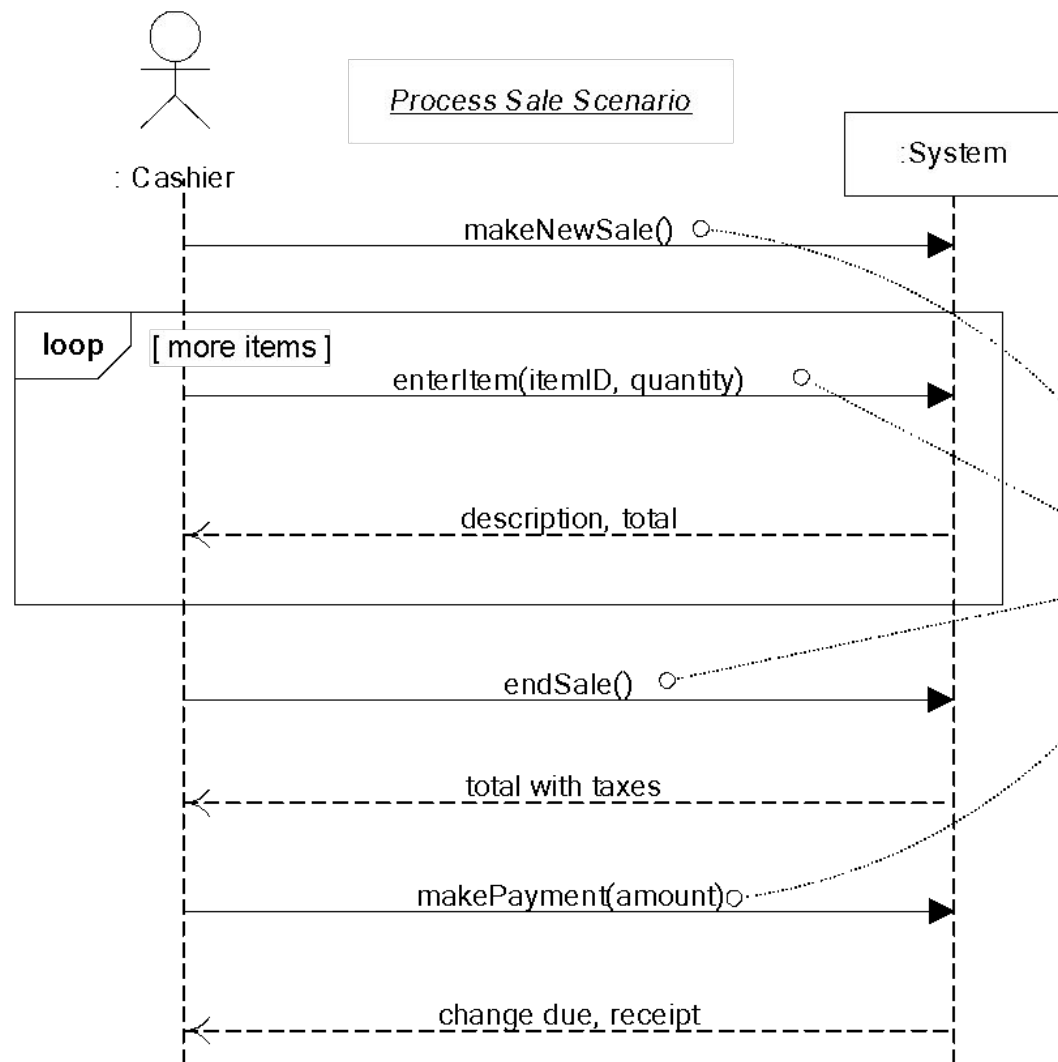 Process Sale Scenario
:System
: Cashier
makeNewSale()
loop
[ more items ]
enterItem(itemID, quantity)
description, total
endSale()
total with taxes
makePayment(amount)
change due, receipt